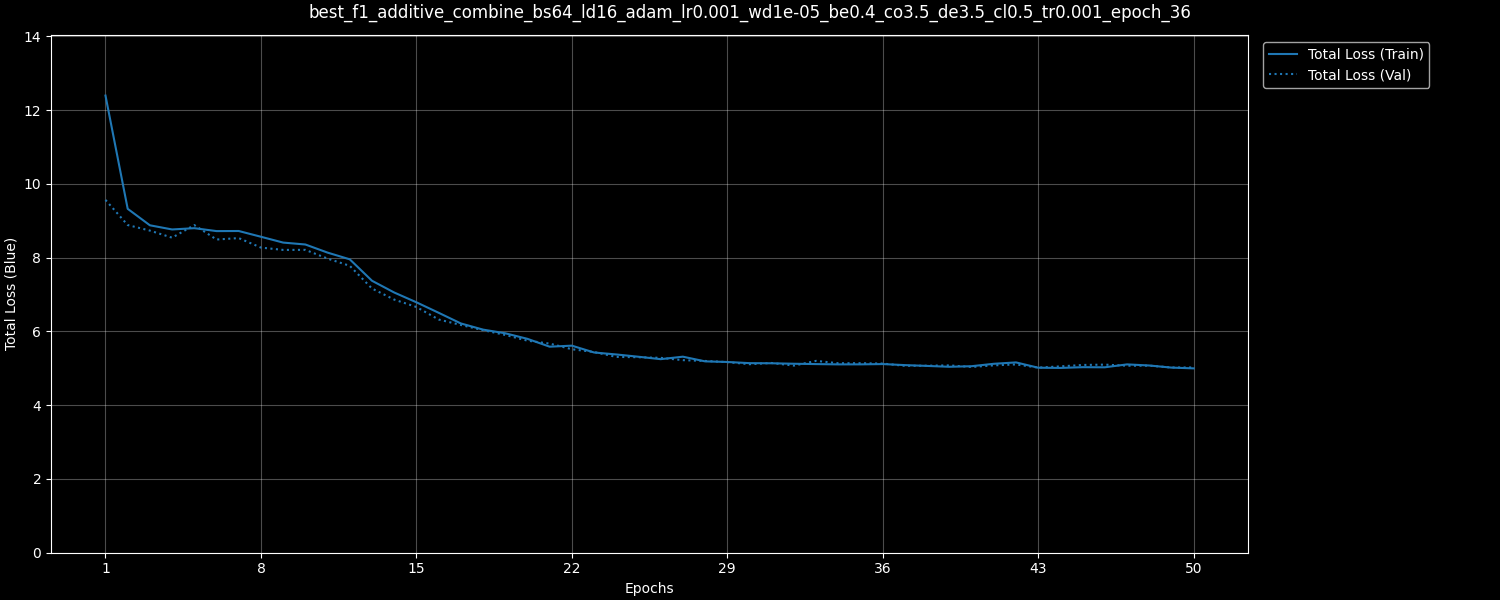 best_f1_additive_combine_bs64_ld16_adam_lr0.001_wd1e-05_be0.4_co3.5_de3.5_cl0.5_tr0.001_epoch_36
Total Loss (Train)
Total Loss (Val)
Total Loss (Blue)
14
12
10
8
6
4
2
0
1 8 15 22 29 36 43 50
Epochs